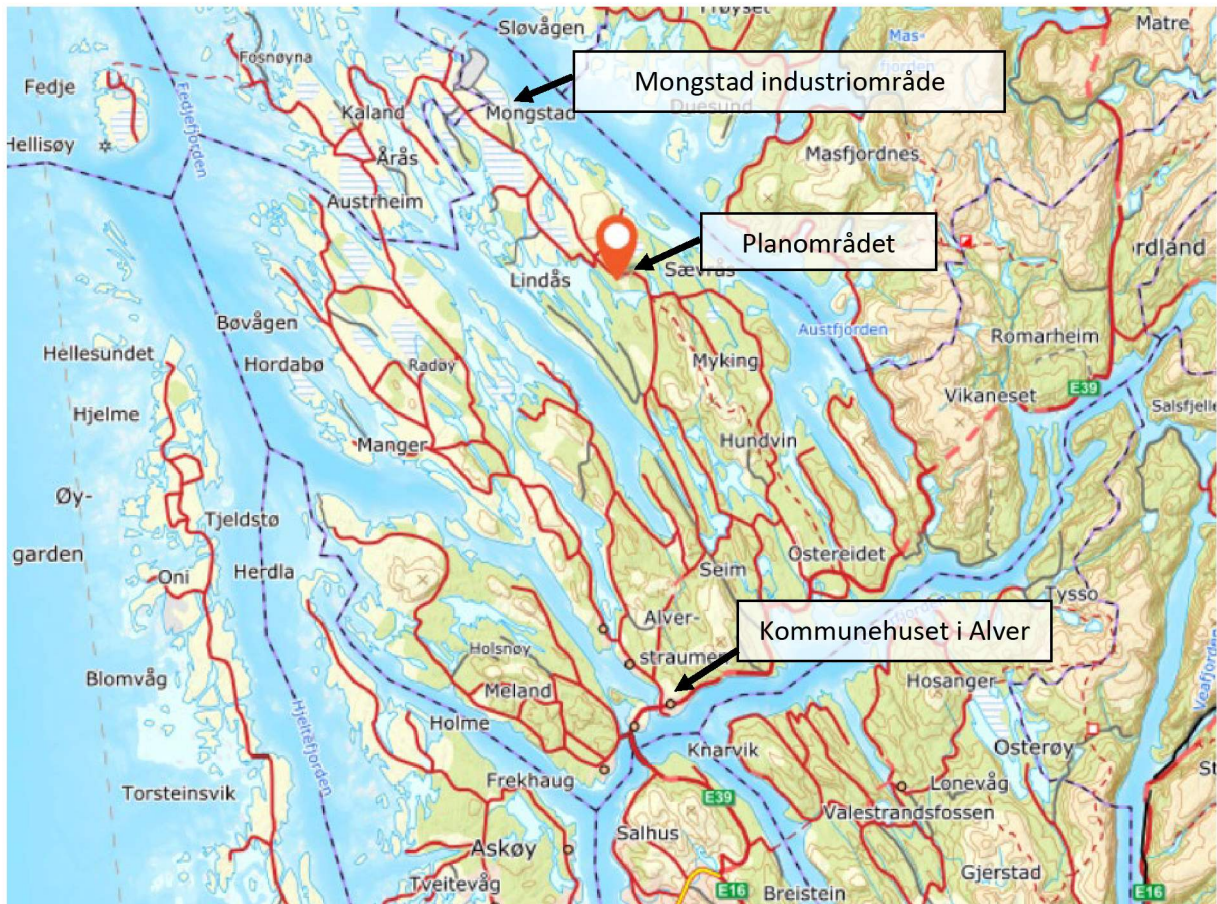 Sløvågen
Matre
Mas-
fjorden
Fosnøyna
Fedje
Mongstad industriområde
Kaland
Mongstad
Duesund
Fedjefjorden
Hellisøy
Årås
Masfjordnes
Austrheim
Planområdet
Lindås
Sævrås
Bøvågen
Austfjorden
Romarheim
Hellesundet
Hordabø
Radøy
Myking
E39
Vikaneset
Hjelme
Manger
Hundvin
Øy-
garden
Tjeldstø
Ostereidet
Oni
Herdla
Seim
Tysso
Alver-
straumen
Kommunehuset i Alver
Holsnøy
Blomvåg
Meland
Hosanger
Veafjorden
Hjeltefjorden
Holme
Knarvik
Osterøy
Frekhaug
Lonevåg
Torsteinsvik
E39
Valestrandsfossen
Salhus
Askøy
Gjerstad
Tveitevåg
E16
Breistein
E16